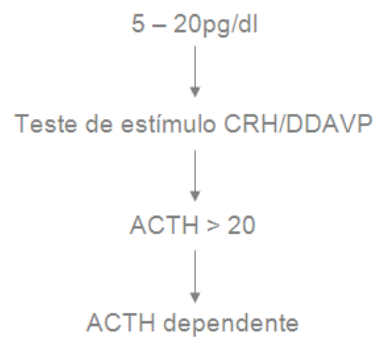 5 – 20pg/dl
Teste de estímulo CRH/DDAVP
ACTH > 20
ACTH dependente